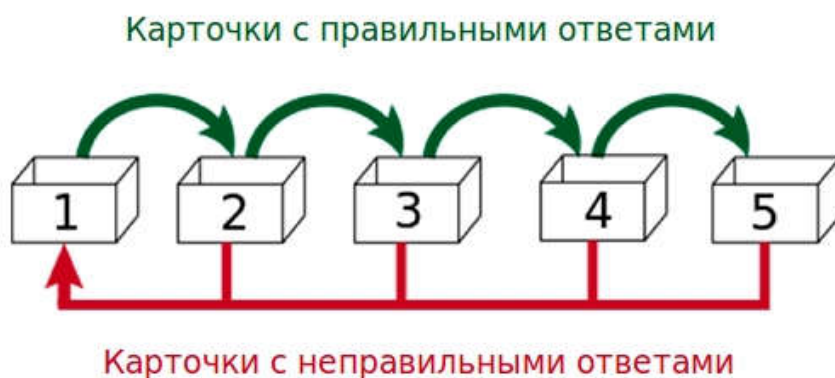 Карточки с правильными ответами
1 2 3 4 5
Карточки с неправильными ответами